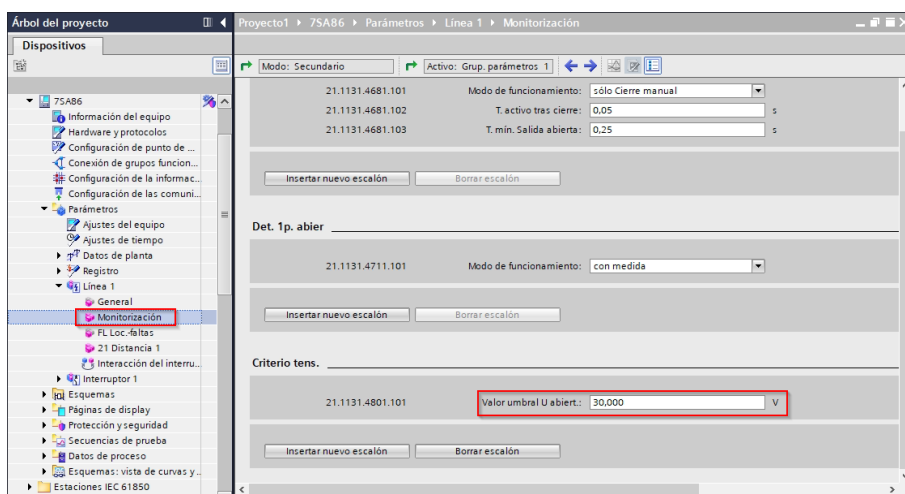 Árbol del proyecto
Proyecto1 ▸ 7SA86 ▸ Parámetros ▸ Línea 1 ▸ Monitorización
Dispositivos
Modo: Secundario
Activo: Grup. parámetros 1
7SA86
Información del equipo
Hardware y protocolos
Configuración de punto de ...
Conexión de grupos funcion...
Configuración de la informac..
Configuración de las comuni...
Parámetros
Ajustes del equipo
Ajustes de tiempo
Datos de planta
Registro
Línea 1
General
Monitorización
FL Loc.-faltas
21 Distancia 1
Interacción del interru...
Interruptor 1
Esquemas
Páginas de display
Protección y seguridad
Secuencias de prueba
Datos de proceso
Esquemas: vista de curvas y..
Estaciones IEC 61850
21.1131.4681.101 Modo de funcionamiento: sólo Cierre manual
21.1131.4681.102 T. activo tras cierre: 0,05 s
21.1131.4681.103 T. mín. Salida abierta: 0,25 s
Insertar nuevo escalón Borrar escalón
Det. 1p. abier
21.1131.4711.101 Modo de funcionamiento: con medida
Insertar nuevo escalón Borrar escalón
Criterio tens.
21.1131.4801.101 Valor umbral U abiert.: 30,000 V
Insertar nuevo escalón Borrar escalón